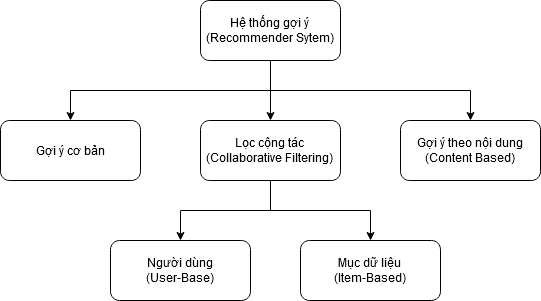 Hệ thống gợi ý
(Recommender Sytem)
Gợi ý cơ bản
Lọc cộng tác
(Collaborative Filtering)
Gợi ý theo nội dung
(Content Based)
Người dùng
(User-Base)
Mục dữ liệu
(Item-Based)